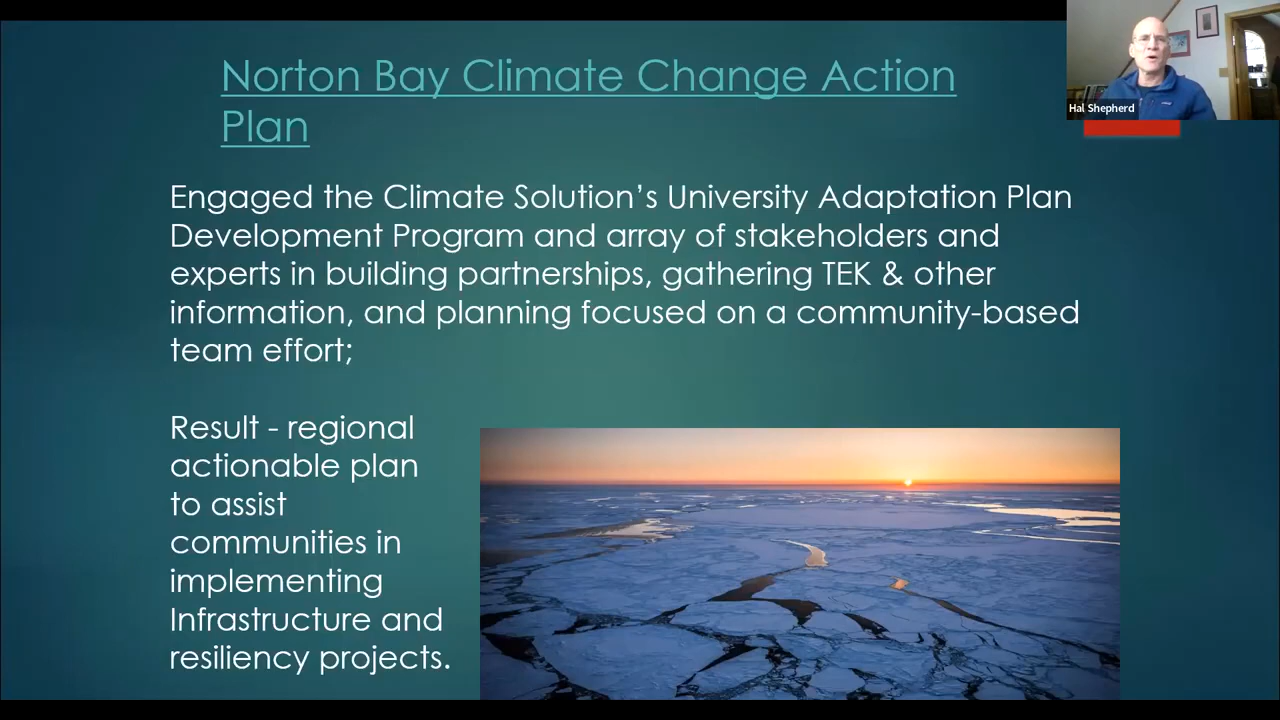 Norton Bay Climate Change Action
Plan
Hal Shepherd
Engaged the Climate Solution’s University Adaptation Plan
Development Program and array of stakeholders and
experts in building partnerships, gathering TEK & other
information, and planning focused on a community-based
team effort;
Result - regional
actionable plan
to assist
communities in
implementing
Infrastructure and
resiliency projects.